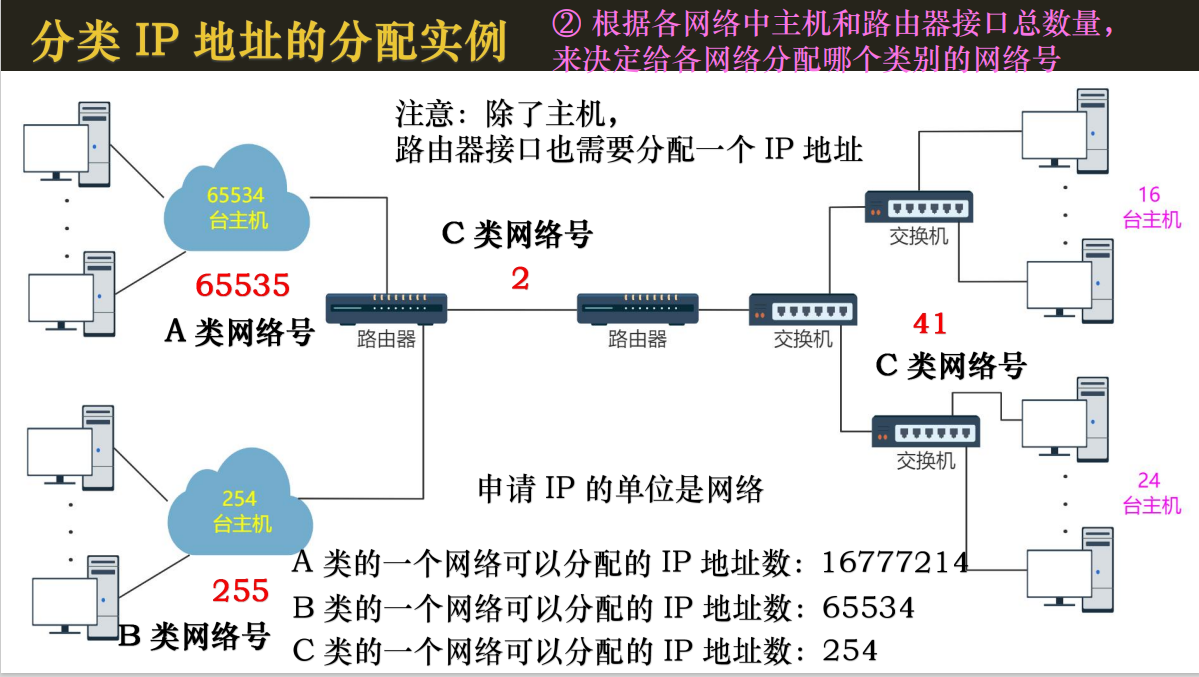 分类 IP 地址的分配实例
② 根据各网络中主机和路由器接口总数量，
来决定给各网络分配哪个类别的网络号
注意：除了主机，
路由器接口也需要分配一个 IP 地址
65534
台主机
16
台主机
交换机
C 类网络号
2
65535
A 类网络号
路由器
路由器
交换机
41
C 类网络号
交换机
254
台主机
申请 IP 的单位是网络
24
台主机
A 类的一个网络可以分配的 IP 地址数：16777214
255
B 类网络号
B 类的一个网络可以分配的 IP 地址数：65534
C 类的一个网络可以分配的 IP 地址数：254